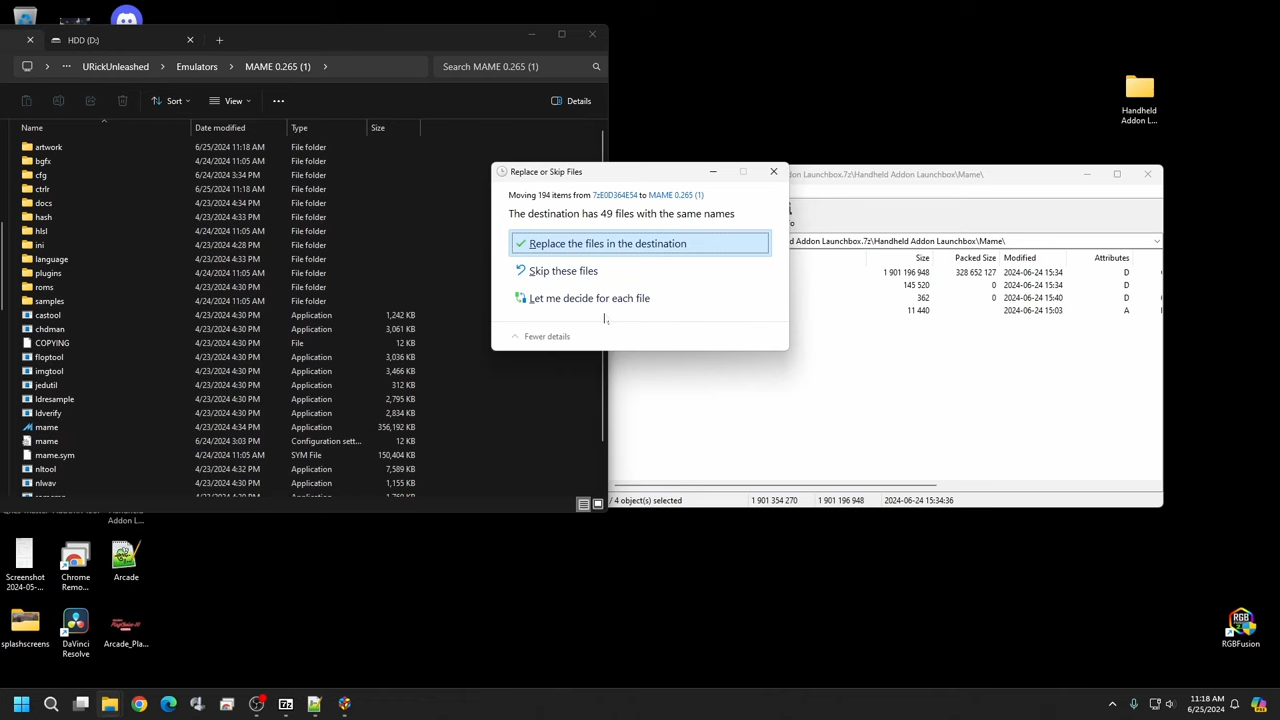 HDD (D:)
URickUnleashed
Emulators
MAME 0.265 (1)
Search MAME 0.265 (1)
Sort
View
Details
Name
Date modified
Type
Size
artwork 6/25/2024 11:18 AM File folder
bgfx 4/24/2024 11:05 AM File folder
cfg 6/24/2024 3:34 PM File folder
ctrlr 6/25/2024 11:18 AM File folder
docs 4/23/2024 4:34 PM File folder
hash 4/23/2024 4:34 PM File folder
hlsl 4/23/2024 4:34 PM File folder
ini 4/23/2024 4:28 PM File folder
language 4/23/2024 4:34 PM File folder
plugins 4/23/2024 4:34 PM File folder
roms 4/23/2024 4:34 PM File folder
samples 4/23/2024 4:34 PM File folder
castool 4/23/2024 4:30 PM Application 1,242 KB
chdman 4/23/2024 4:30 PM Application 3,061 KB
COPYING 4/23/2024 4:30 PM File 12 KB
floptool 4/23/2024 4:30 PM Application 3,036 KB
imgtool 4/23/2024 4:30 PM Application 3,466 KB
jedutil 4/23/2024 4:30 PM Application 312 KB
ldresample 4/23/2024 4:30 PM Application 2,795 KB
ldverify 4/23/2024 4:30 PM Application 2,834 KB
mame 4/23/2024 4:30 PM Application 356,192 KB
mame 6/24/2024 3:03 PM Configuration sett... 12 KB
mame.sym 4/24/2024 11:05 AM SYM File 150,404 KB
nltool 4/23/2024 4:32 PM Application 7,589 KB
nlwav 4/23/2024 4:30 PM Application 1,155 KB
Replace or Skip Files
Moving 194 items from 7zE0D364E54 to MAME 0.265 (1)
The destination has 49 files with the same names
Replace the files in the destination
Skip these files
Let me decide for each file
Fewer details
don Launchbox.7z\Handheld Addon Launchbox\Mame\
d Addon Launchbox.7z\Handheld Addon Launchbox\Mame\
Size Packed Size Modified Attributes
1 901 196 948 328 652 127 2024-06-24 15:34 D
145 520 0 2024-06-24 15:34 D
362 0 2024-06-24 15:40 D
11 440 2024-06-24 15:03 A
/ 4 object(s) selected 1 901 354 270 1 901 196 948 2024-06-24 15:34:36
Handheld
Addon L...
Addon L...
Screenshot
2024-05-...
Chrome
Remo...
Arcade
splashscreens
DaVinci
Resolve
Arcade_Pla...
RGB
RGBFusion
7z
11:18 AM
6/25/2024